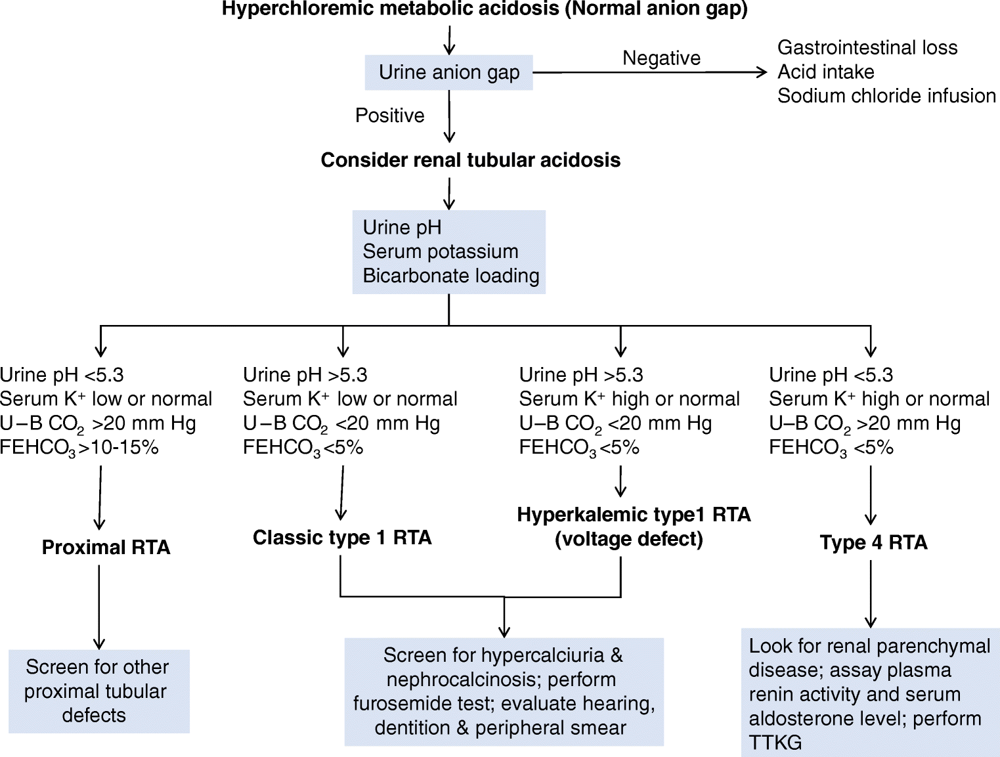 Hyperchloremic metabolic acidosis (Normal anion gap)
Urine anion gap
Negative
Gastrointestinal loss
Acid intake
Sodium chloride infusion
Positive
Consider renal tubular acidosis
Urine pH
Serum potassium
Bicarbonate loading
Urine pH <5.3
Serum K⁺ low or normal
U–B CO₂ >20 mm Hg
FEHCO₃>10-15%
Urine pH >5.3
Serum K⁺ low or normal
U–B CO₂ <20 mm Hg
FEHCO₃<5%
Urine pH >5.3
Serum K⁺ high or normal
U–B CO₂ <20 mm Hg
FEHCO₃<5%
Urine pH <5.3
Serum K⁺ high or normal
U–B CO₂ >20 mm Hg
FEHCO₃ <5%
Proximal RTA
Classic type 1 RTA
Hyperkalemic type1 RTA
(voltage defect)
Type 4 RTA
Screen for other
proximal tubular
defects
Screen for hypercalciuria &
nephrocalcinosis; perform
furosemide test; evaluate hearing,
dentition & peripheral smear
Look for renal parenchymal
disease; assay plasma
renin activity and serum
aldosterone level; perform
TTKG